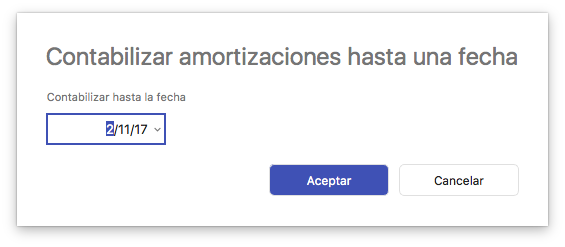 Contabilizar amortizaciones hasta una fecha
Contabilizar hasta la fecha
2/11/17
Aceptar
Cancelar